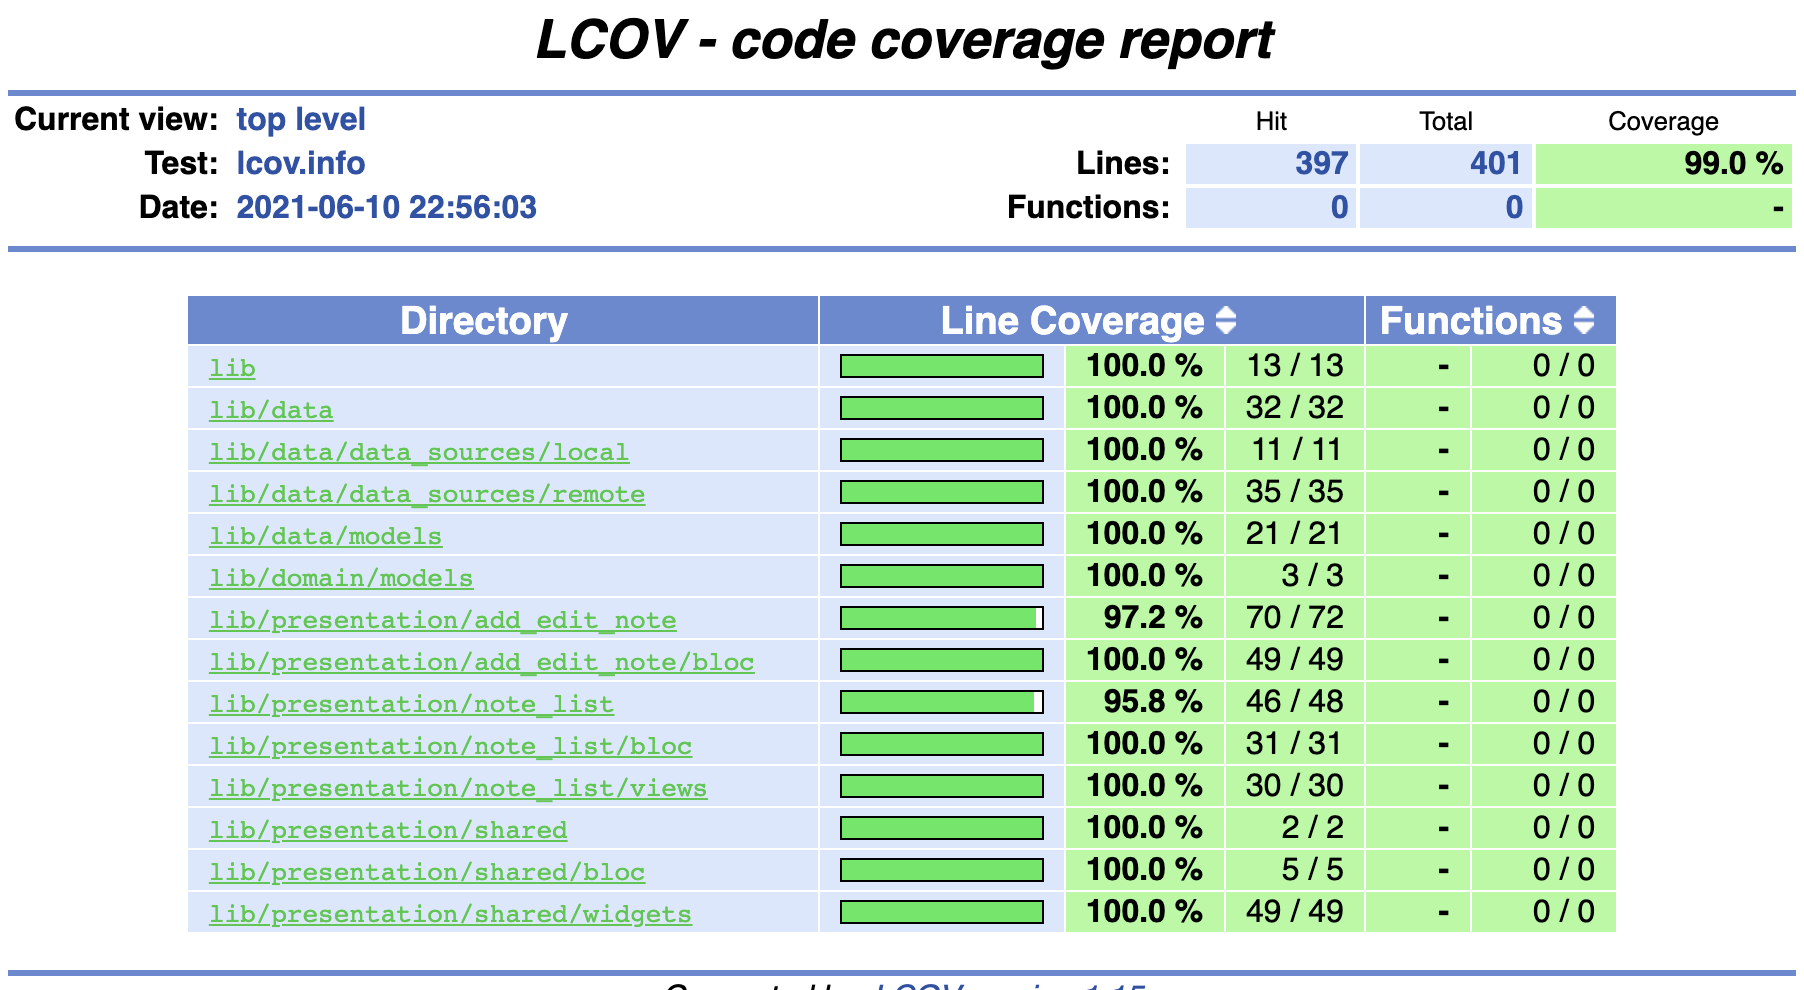 LCOV - code coverage report
Current view: top level
Hit Total Coverage
Test: lcov.info
Lines: 397 401 99.0 %
Date: 2021-06-10 22:56:03
Functions: 0 0 -
Directory Line Coverage Functions
lib 100.0 % 13 / 13 - 0 / 0
lib/data 100.0 % 32 / 32 - 0 / 0
lib/data/data_sources/local 100.0 % 11 / 11 - 0 / 0
lib/data/data_sources/remote 100.0 % 35 / 35 - 0 / 0
lib/data/models 100.0 % 21 / 21 - 0 / 0
lib/domain/models 100.0 % 3 / 3 - 0 / 0
lib/presentation/add_edit_note 97.2 % 70 / 72 - 0 / 0
lib/presentation/add_edit_note/bloc 100.0 % 49 / 49 - 0 / 0
lib/presentation/note_list 95.8 % 46 / 48 - 0 / 0
lib/presentation/note_list/bloc 100.0 % 31 / 31 - 0 / 0
lib/presentation/note_list/views 100.0 % 30 / 30 - 0 / 0
lib/presentation/shared 100.0 % 2 / 2 - 0 / 0
lib/presentation/shared/bloc 100.0 % 5 / 5 - 0 / 0
lib/presentation/shared/widgets 100.0 % 49 / 49 - 0 / 0